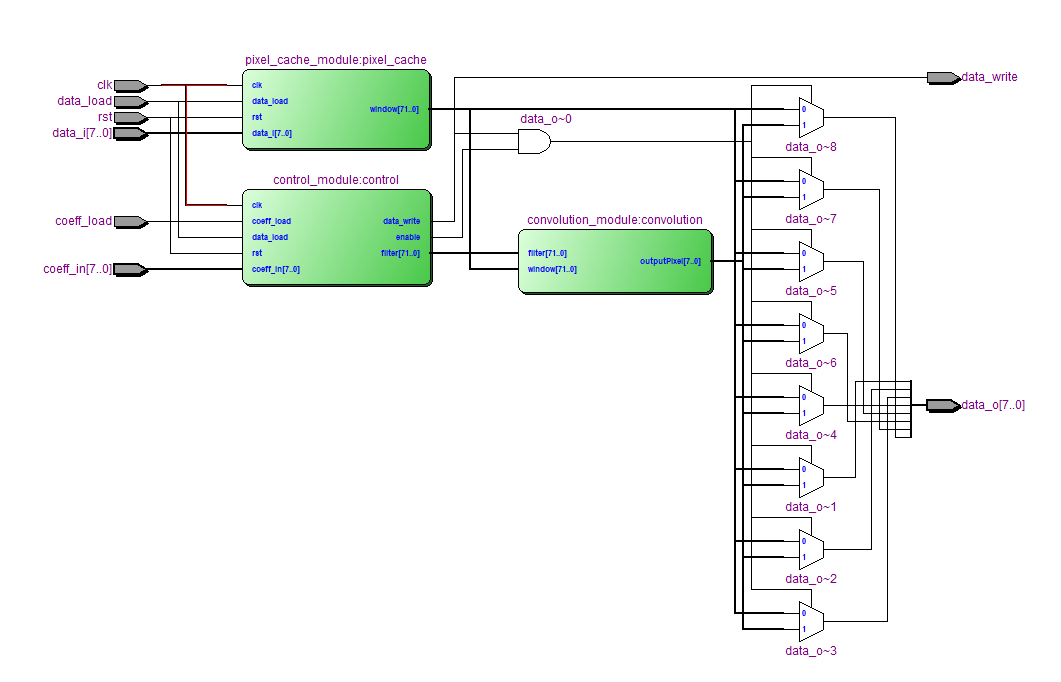 pixel_cache_module:pixel_cache
clk
data_load
rst
data_i[7..0]
clk
data_load
rst
data_i[7..0]
window[71..0]
data_write
data_o~0
0
1
data_o~8
control_module:control
coeff_load
coeff_in[7..0]
clk
coeff_load
data_load
rst
coeff_in[7..0]
data_write
enable
filter[71..0]
convolution_module:convolution
filter[71..0]
window[71..0]
outputPixel[7..0]
0
1
data_o~7
0
1
data_o~5
0
1
data_o~6
0
1
data_o~4
data_o[7..0]
0
1
data_o~1
0
1
data_o~2
0
1
data_o~3